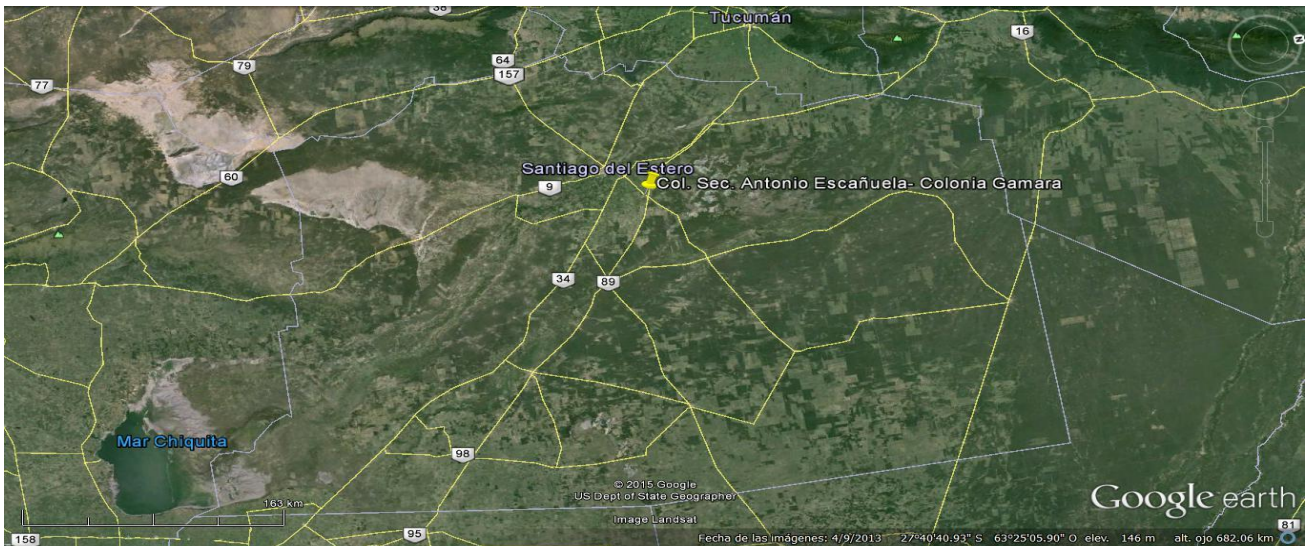 38
Tucumán
16
64
157
79
77
Santiago del Estero
Col. Sec. Antonio Escañuela- Colonia Gamara
60
9
34
89
Mar Chiquita
98
© 2015 Google
US Dept of State Geographer
Image Landsat
163 km
Google earth
95
158
81
Fecha de las imágenes: 4/9/2013 27°40'40.93" S 63°25'05.90" O elev. 146 m alt. ojo 682.06 km